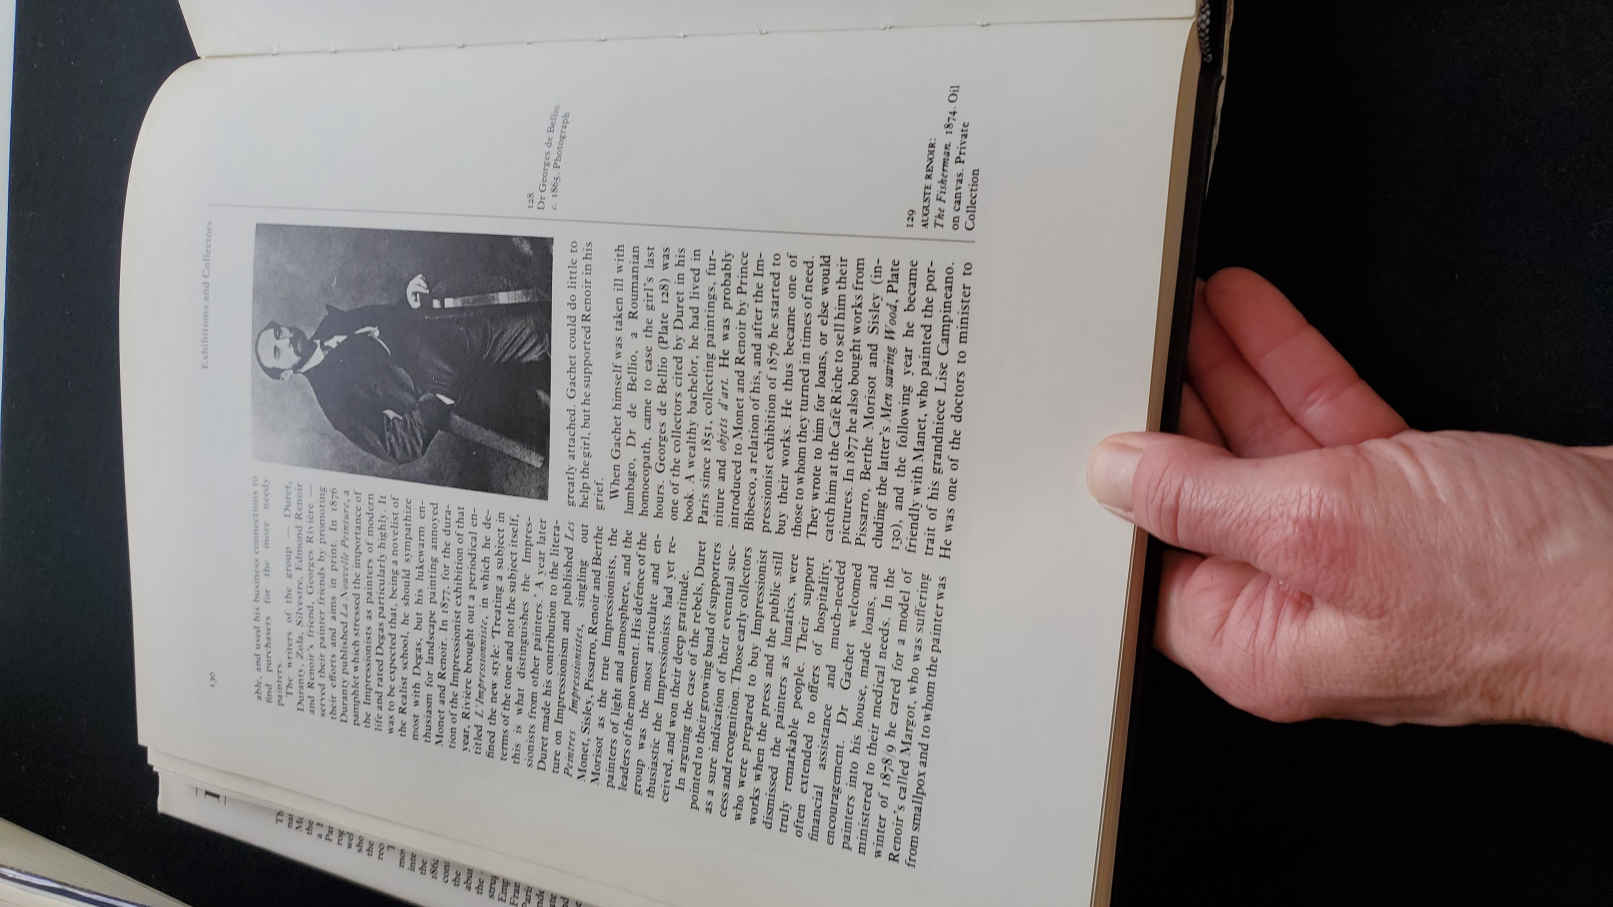 130
Exhibitions and Collectors
able, and used his business connections to
find purchasers for the more needy
painters.
The writers of the group — Duret,
Duranty, Zola, Silvestre, Edmond Renoir
and Renoir's friend, Georges Rivière —
served their painter friends by promoting
their efforts and aims in print. In 1876
Duranty published La Nouvelle Peinture, a
pamphlet which stressed the importance of
the Impressionists as painters of modern
life and rated Degas particularly highly. It
was to be expected that, being a novelist of
the Realist school, he should sympathize
most with Degas, but his lukewarm en-
thusiasm for landscape painting annoyed
Monet and Renoir. In 1877, for the dura-
tion of the Impressionist exhibition of that
year, Rivière brought out a periodical en-
titled L'Impressionniste, in which he de-
fined the new style: 'Treating a subject in
terms of the tone and not the subject itself,
this is what distinguishes the Impres-
sionists from other painters.' A year later
Duret made his contribution to the litera-
ture on Impressionism and published Les
Peintres Impressionistes, singling out
Monet, Sisley, Pissarro, Renoir and Berthe
Morisot as the true Impressionists, the
painters of light and atmosphere, and the
leaders of the movement. His defence of the
group was the most articulate and en-
thusiastic the Impressionists had yet re-
ceived, and won their deep gratitude.
In arguing the case of the rebels, Duret
pointed to their growing band of supporters
as a sure indication of their eventual suc-
cess and recognition. Those early collectors
who were prepared to buy Impressionist
works when the press and the public still
dismissed the painters as lunatics, were
truly remarkable people. Their support
often extended to offers of hospitality,
financial assistance and much-needed
encouragement. Dr Gachet welcomed
painters into his house, made loans, and
ministered to their medical needs. In the
winter of 1878/9 he cared for a model of
Renoir's called Margot, who was suffering
from smallpox and to whom the painter was
greatly attached. Gachet could do little to
help the girl, but he supported Renoir in his
grief.
When Gachet himself was taken ill with
lumbago, Dr de Bellio, a Roumanian
homoeopath, came to ease the girl's last
hours. Georges de Bellio (Plate 128) was
one of the collectors cited by Duret in his
book. A wealthy bachelor, he had lived in
Paris since 1851, collecting paintings, fur-
niture and objets d'art. He was probably
introduced to Monet and Renoir by Prince
Bibesco, a relation of his, and after the Im-
pressionist exhibition of 1876 he started to
buy their works. He thus became one of
those to whom they turned in times of need.
They wrote to him for loans, or else would
catch him at the Café Riche to sell him their
pictures. In 1877 he also bought works from
Pissarro, Berthe Morisot and Sisley (in-
cluding the latter's Men sawing Wood, Plate
130), and the following year he became
friendly with Manet, who painted the por-
trait of his grandniece Lise Campineano.
He was one of the doctors to minister to
128
Dr Georges de Bellio.
c. 1865. Photograph
129
AUGUSTE RENOIR:
The Fisherman. 1874. Oil
on canvas. Private
Collection